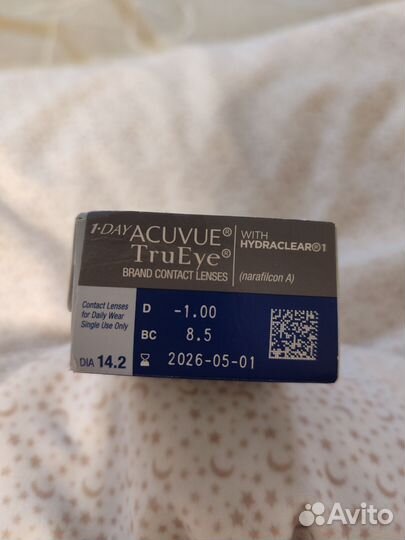 1·DAY ACUVUE®
TruEye®
BRAND CONTACT LENSES
WITH
HYDRACLEAR®1
(narafilcon A)
Contact Lenses
for Daily Wear
Single Use Only
DIA 14.2
D -1.00
BC 8.5
2026-05-01
Avito